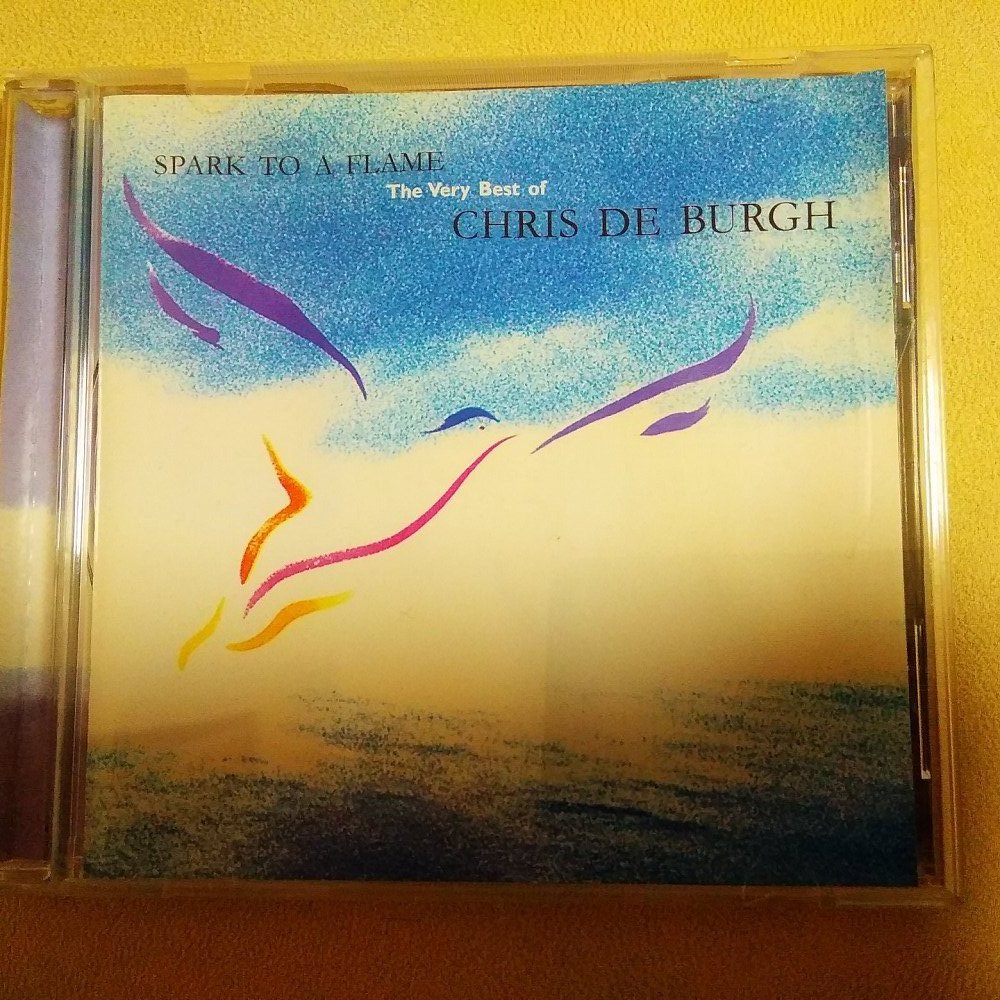 SPARK TO A FLAME
The Very Best of
CHRIS DE BURGH